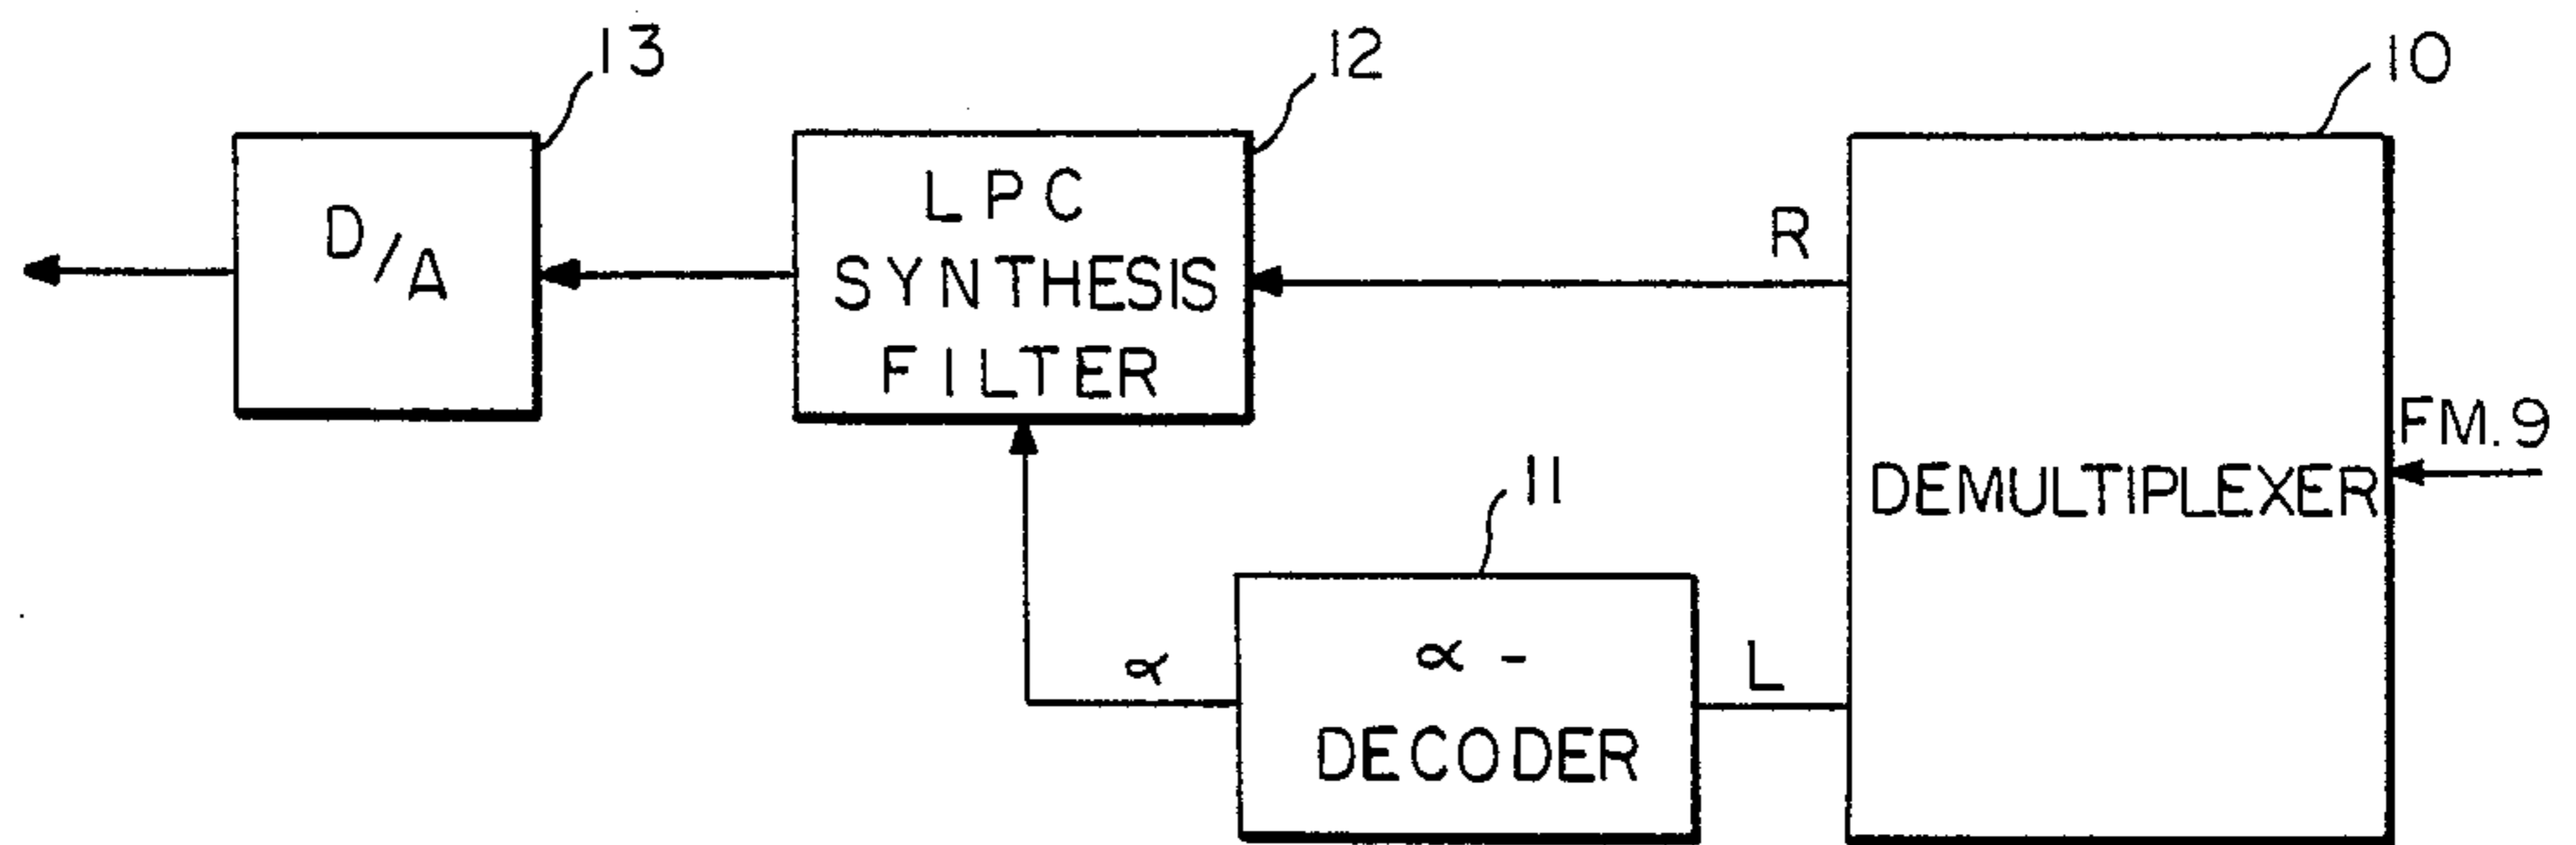 13
12
10
D/A
LPC
SYNTHESIS
FILTER
R
FM.9
DEMULTIPLEXER
11
α
α -
DECODER
L